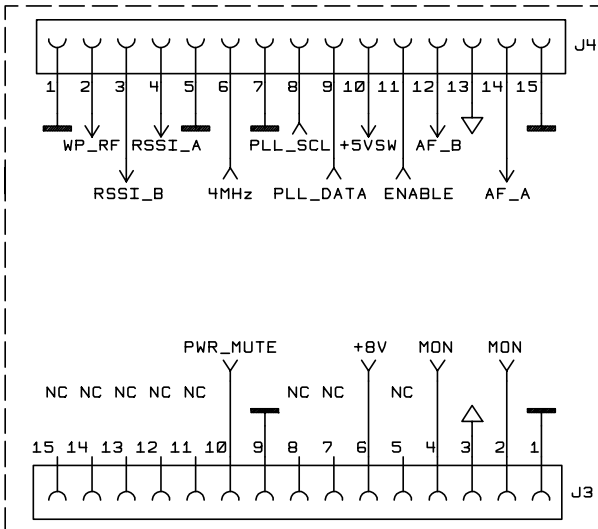 J4
1 2 3 4 5 6 7 8 9 10 11 12 13 14 15
WP_RF RSSI_A PLL_SCL +5VSW AF_B
RSSI_B 4MHz PLL_DATA ENABLE AF_A
PWR_MUTE +8V MON MON
NC NC NC NC NC NC NC NC
15 14 13 12 11 10 9 8 7 6 5 4 3 2 1
J3